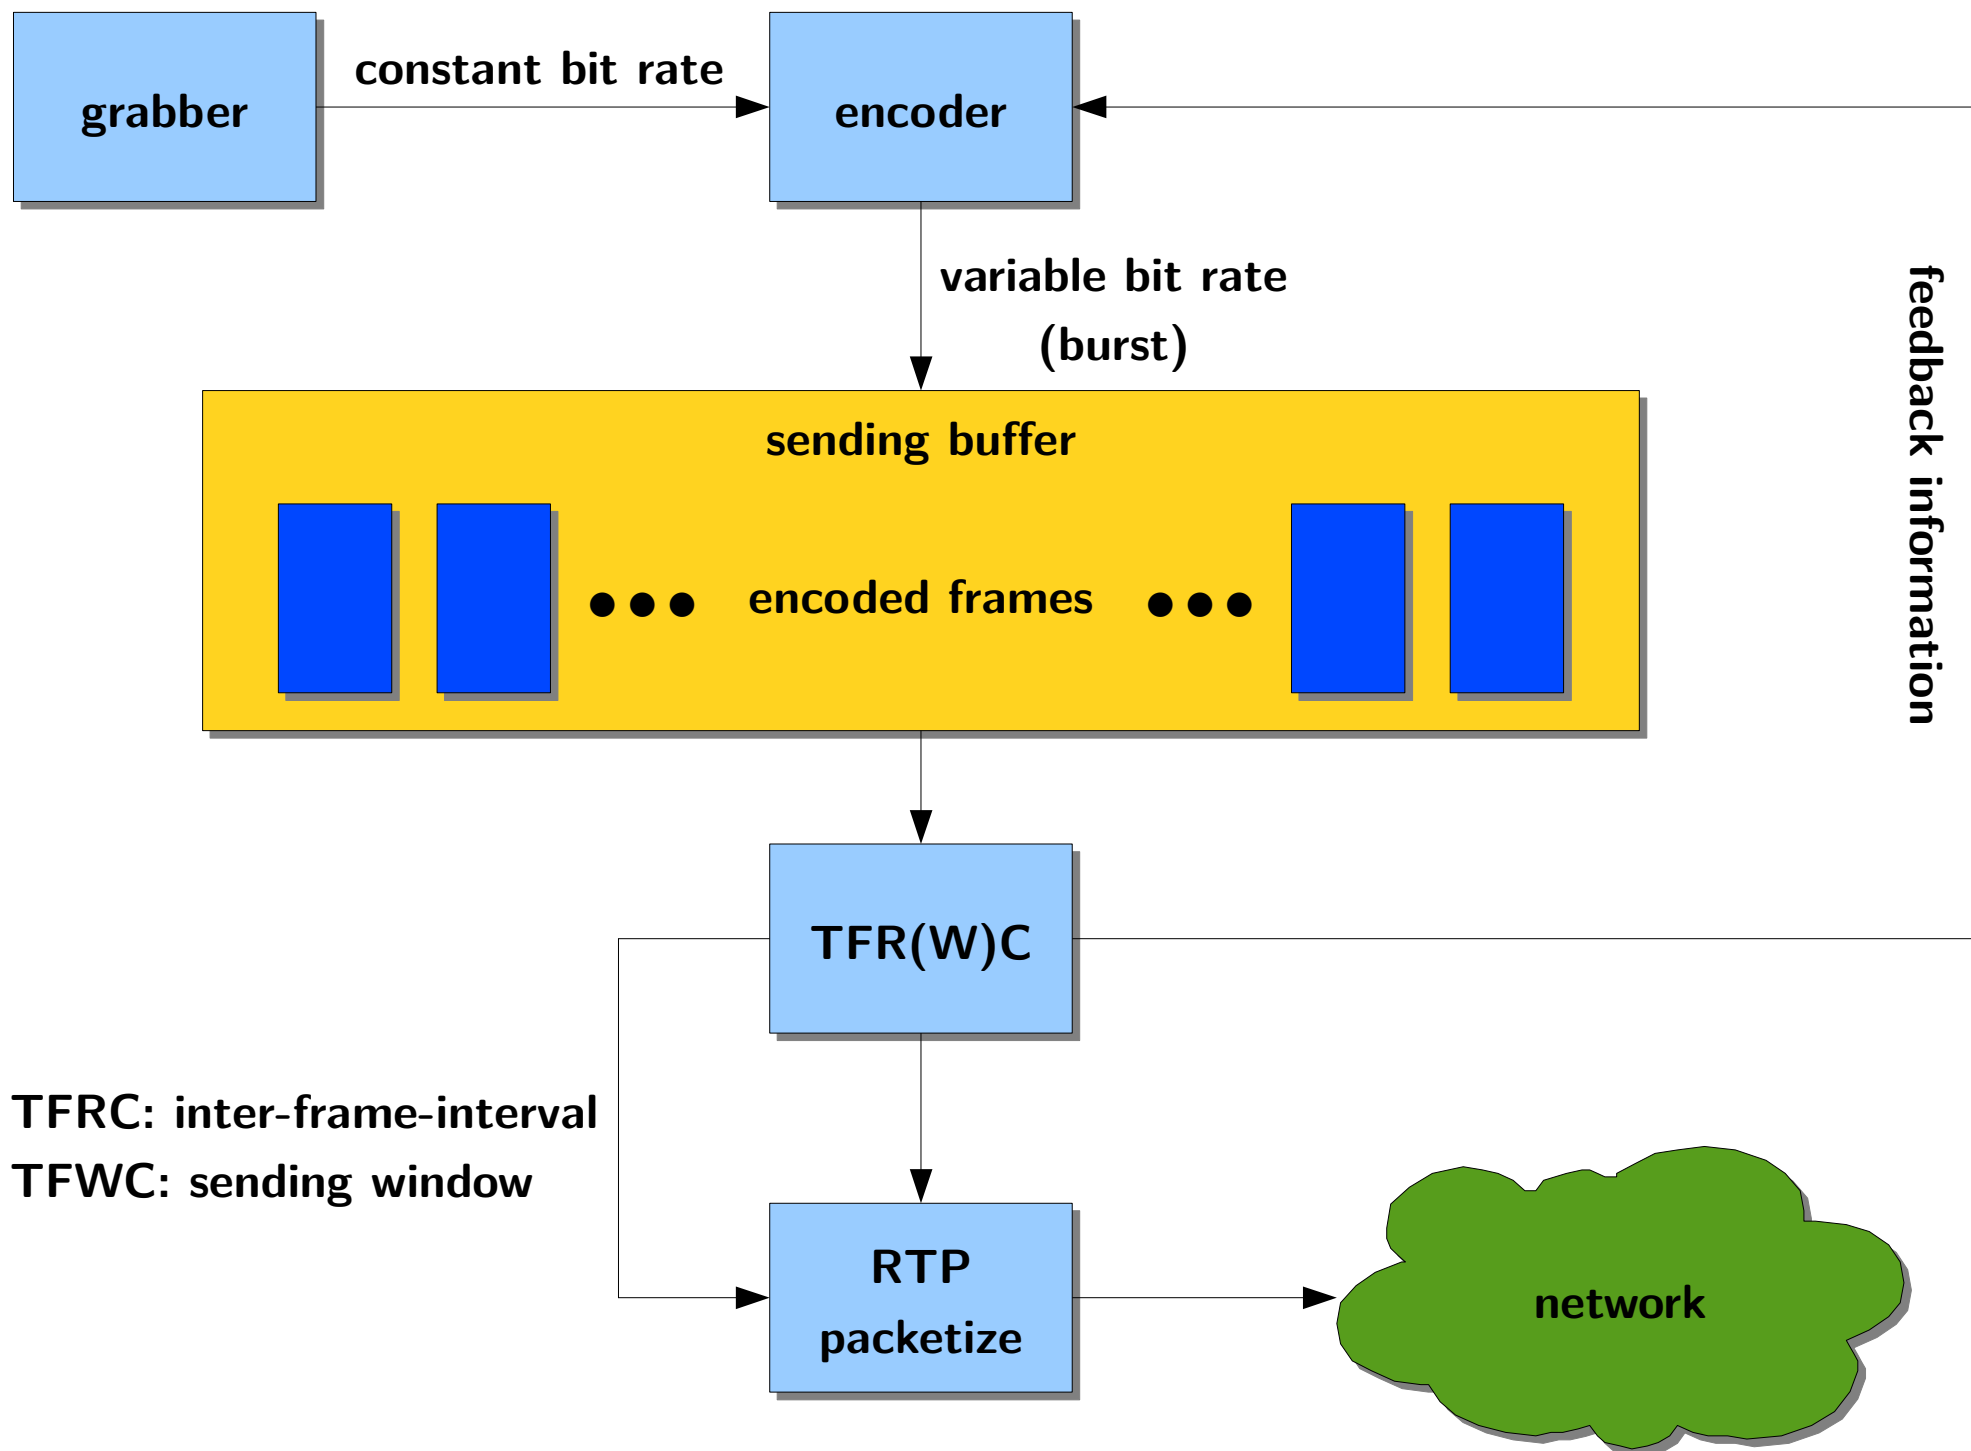 grabber
constant bit rate
encoder
variable bit rate
(burst)
feedback information
sending buffer
encoded frames
TFR(W)C
TFRC: inter-frame-interval
TFWC: sending window
RTP
packetize
network